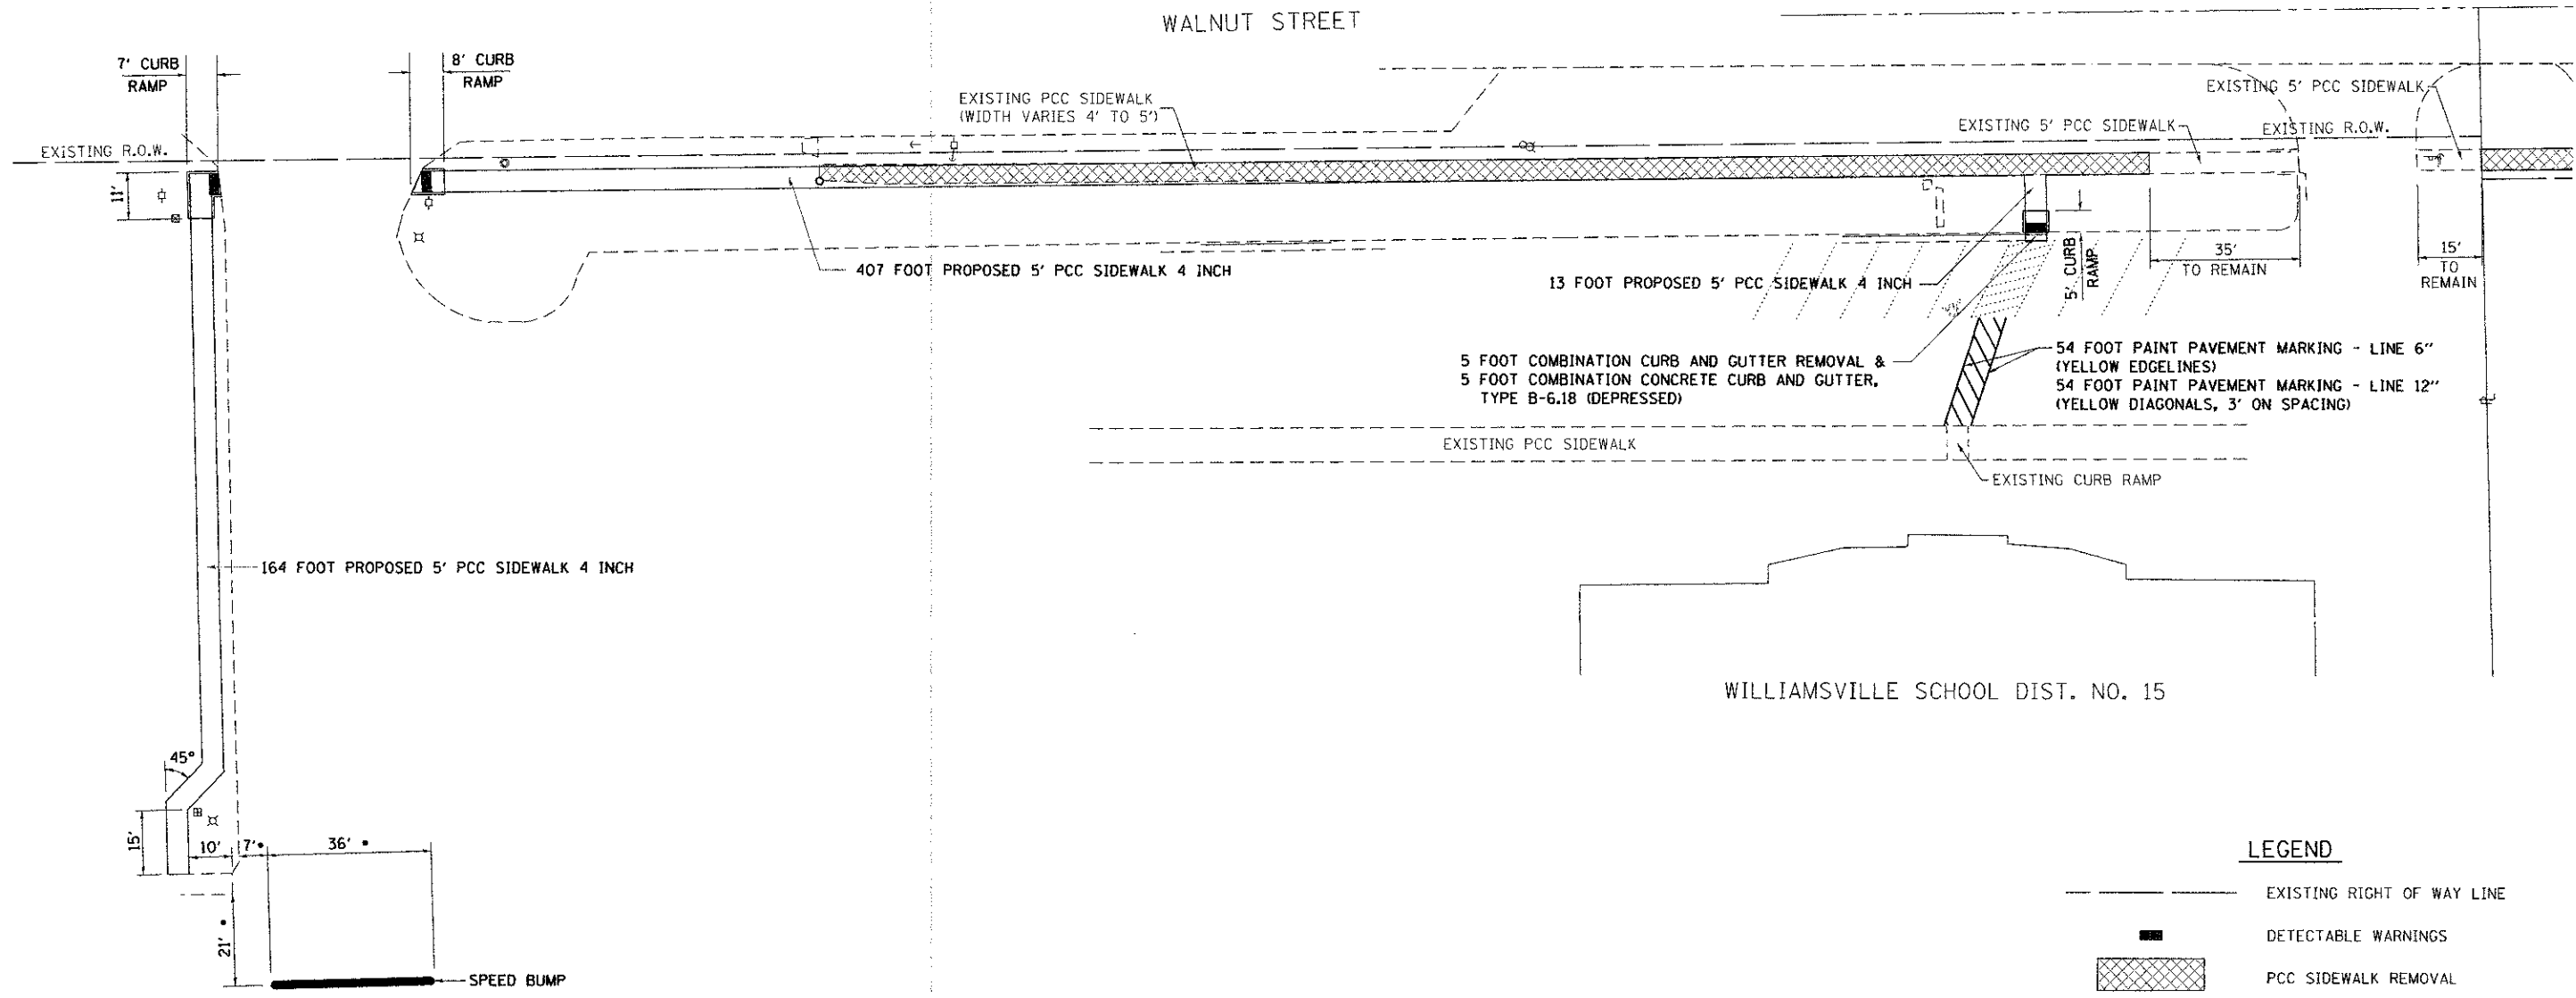 WALNUT STREET
7' CURB
RAMP
8' CURB
RAMP
EXISTING PCC SIDEWALK
(WIDTH VARIES 4' TO 5')
EXISTING 5' PCC SIDEWALK
EXISTING 5' PCC SIDEWALK
EXISTING R.O.W.
EXISTING R.O.W.
11'
407 FOOT PROPOSED 5' PCC SIDEWALK 4 INCH
13 FOOT PROPOSED 5' PCC SIDEWALK 4 INCH
5' CURB
RAMP
35'
TO REMAIN
15'
TO
REMAIN
5 FOOT COMBINATION CURB AND GUTTER REMOVAL &
5 FOOT COMBINATION CONCRETE CURB AND GUTTER,
TYPE B-6.18 (DEPRESSED)
54 FOOT PAINT PAVEMENT MARKING - LINE 6"
(YELLOW EDGELINES)
54 FOOT PAINT PAVEMENT MARKING - LINE 12"
(YELLOW DIAGONALS, 3' ON SPACING)
EXISTING PCC SIDEWALK
EXISTING CURB RAMP
164 FOOT PROPOSED 5' PCC SIDEWALK 4 INCH
WILLIAMSVILLE SCHOOL DIST. NO. 15
45°
15'
10'
7' •
36' •
21' •
SPEED BUMP
LEGEND
EXISTING RIGHT OF WAY LINE
DETECTABLE WARNINGS
PCC SIDEWALK REMOVAL